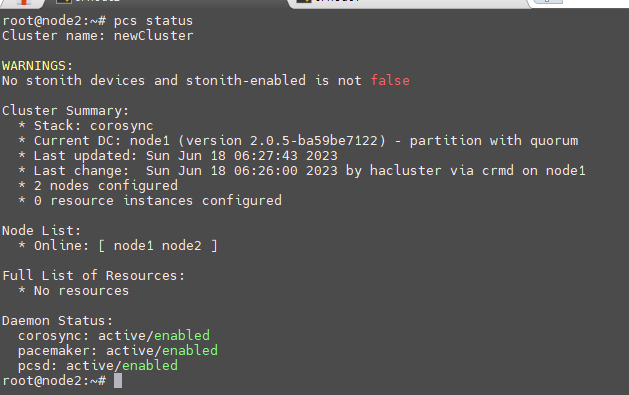 root@node2:~# pcs status
Cluster name: newCluster
WARNINGS:
No stonith devices and stonith-enabled is not false
Cluster Summary:
* Stack: corosync
* Current DC: node1 (version 2.0.5-ba59be7122) - partition with quorum
* Last updated: Sun Jun 18 06:27:43 2023
* Last change:  Sun Jun 18 06:26:00 2023 by hacluster via crmd on node1
* 2 nodes configured
* 0 resource instances configured
Node List:
* Online: [ node1 node2 ]
Full List of Resources:
* No resources
Daemon Status:
corosync: active/enabled
pacemaker: active/enabled
pcsd: active/enabled
root@node2:~#